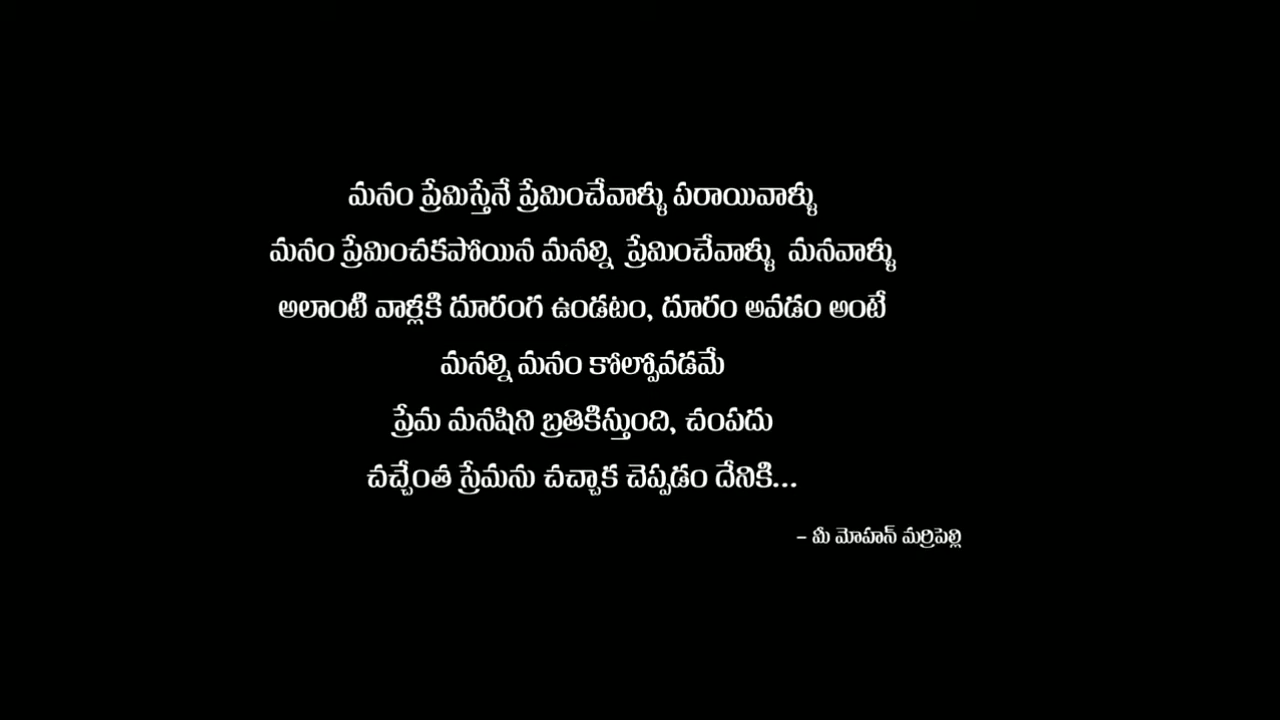 మనం ప్రేమిస్తేనే ప్రేమించేవాళ్ళు పరాయివాళ్ళు
మనం ప్రేమించకపోయిన మనల్ని ప్రేమించేవాళ్ళు మనవాళ్ళు
అలాంటి వాళ్లకి దూరంగ ఉండటం, దూరం అవడం అంటే
మనల్ని మనం కోల్పోవడమే
ప్రేమ మనషిని బ్రతికిస్తుంది, చంపదు
చచ్చేంత స్రేమను చచ్చాక చెప్పడం దేనికి...
- మీ మోహన్ మర్రిపెల్లి